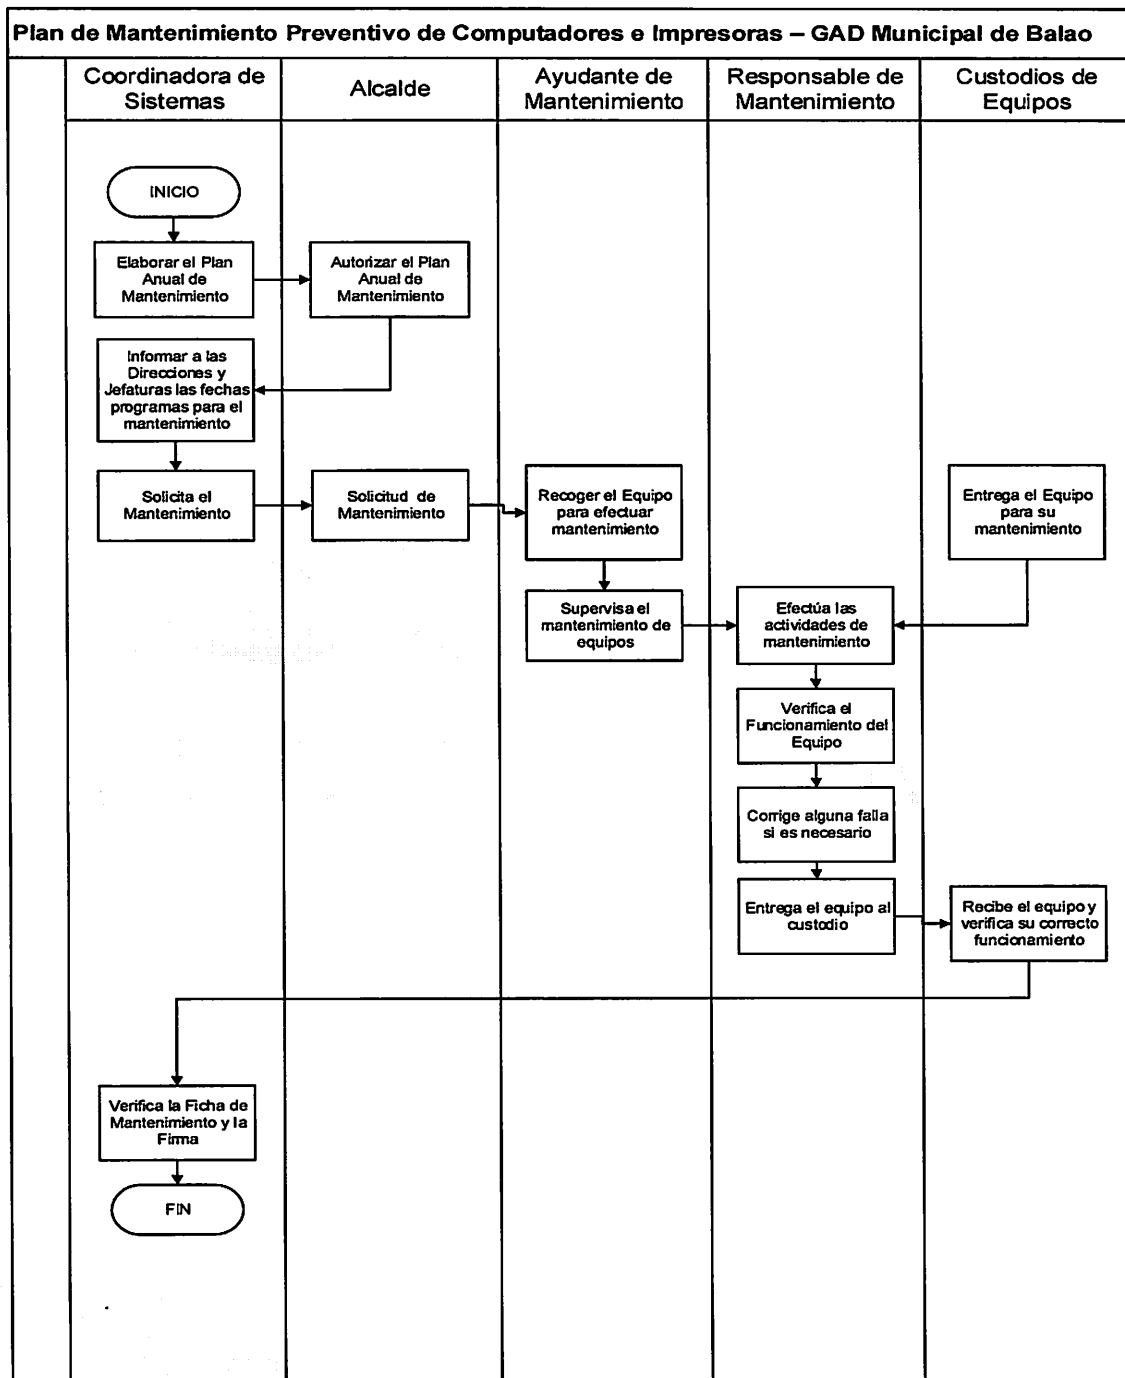 Plan de Mantenimiento Preventivo de Computadores e Impresoras – GAD Municipal de Balao
Coordinadora de
Sistemas
Alcalde
Ayudante de
Mantenimiento
Responsable de
Mantenimiento
Custodios de
Equipos
INICIO
Elaborar el Plan
Anual de
Mantenimiento
Autorizar el Plan
Anual de
Mantenimiento
Informar a las
Direcciones y
Jefaturas las fechas
programas para el
mantenimiento
Solicita el
Mantenimiento
Solicitud de
Mantenimiento
Recoger el Equipo
para efectuar
mantenimiento
Entrega el Equipo
para su
mantenimiento
Supervisa el
mantenimiento de
equipos
Efectúa las
actividades de
mantenimiento
Verifica el
Funcionamiento del
Equipo
Corrige alguna falla
si es necesario
Entrega el equipo al
custodio
Recibe el equipo y
verifica su correcto
funcionamiento
Verifica la Ficha de
Mantenimiento y la
Firma
FIN